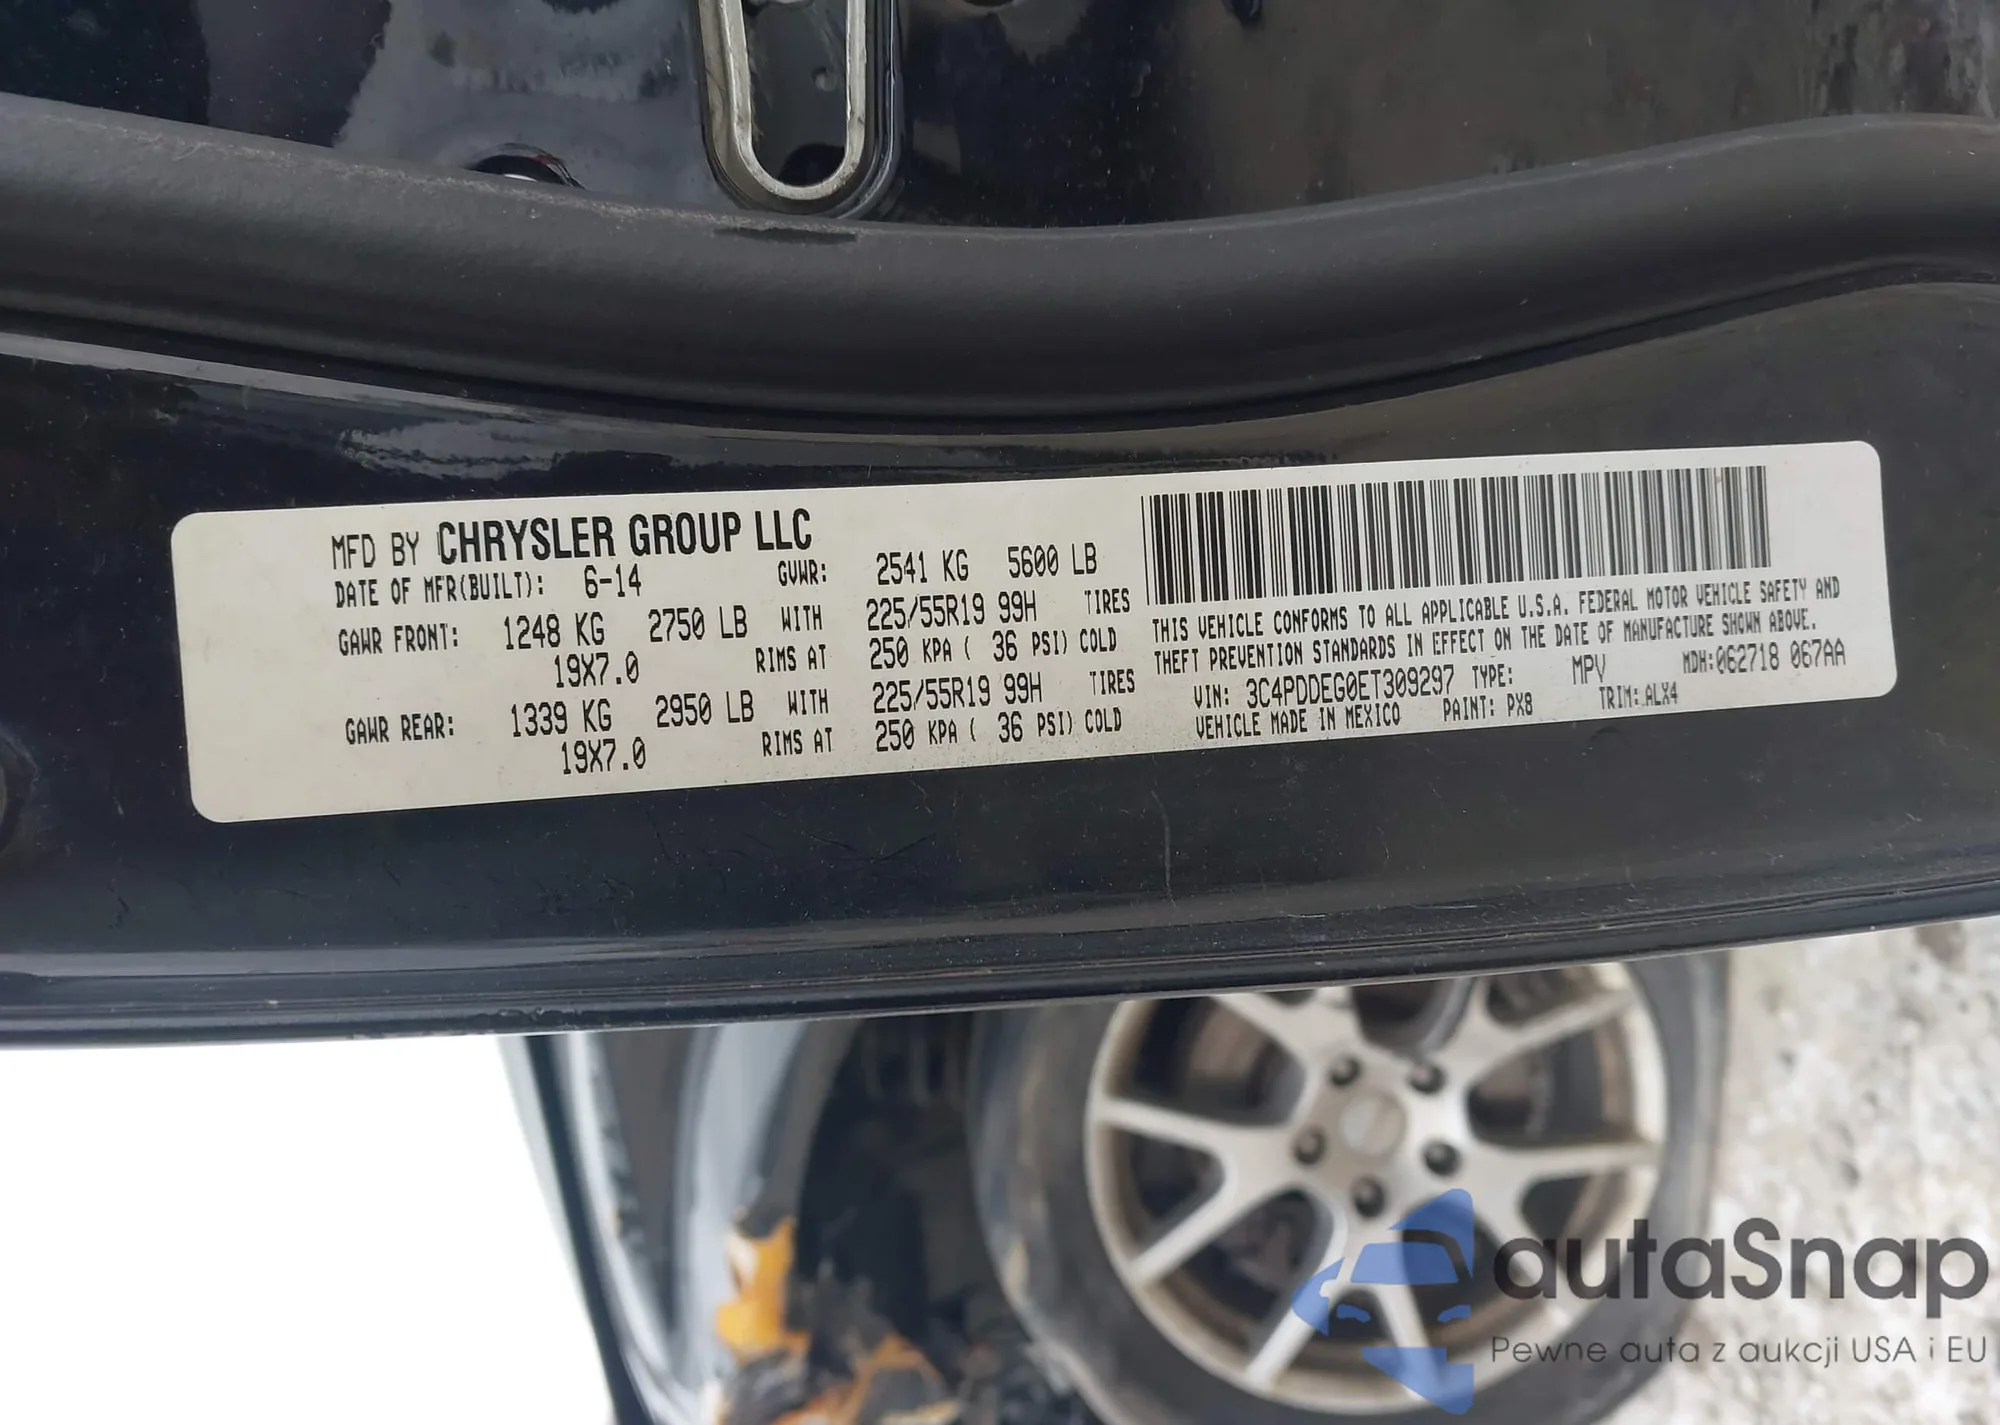 MFD BY CHRYSLER GROUP LLC
DATE OF MFR(BUILT): 6-14 GVWR: 2541 KG 5600 LB
GAWR FRONT: 1248 KG 2750 LB WITH 225/55R19 99H TIRES
19X7.0 RIMS AT 250 KPA ( 36 PSI) COLD
GAWR REAR: 1339 KG 2950 LB WITH 225/55R19 99H TIRES
19X7.0 RIMS AT 250 KPA ( 36 PSI) COLD
THIS VEHICLE CONFORMS TO ALL APPLICABLE U.S.A. FEDERAL MOTOR VEHICLE SAFETY AND
THEFT PREVENTION STANDARDS IN EFFECT ON THE DATE OF MANUFACTURE SHOWN ABOVE.
VIN: 3C4PDDEG0ET309297 TYPE: MPV MDH:062718 067AA
VEHICLE MADE IN MEXICO PAINT: PX8 TRIM:ALX4
autaSnap
Pewne auta z aukcji USA i EU